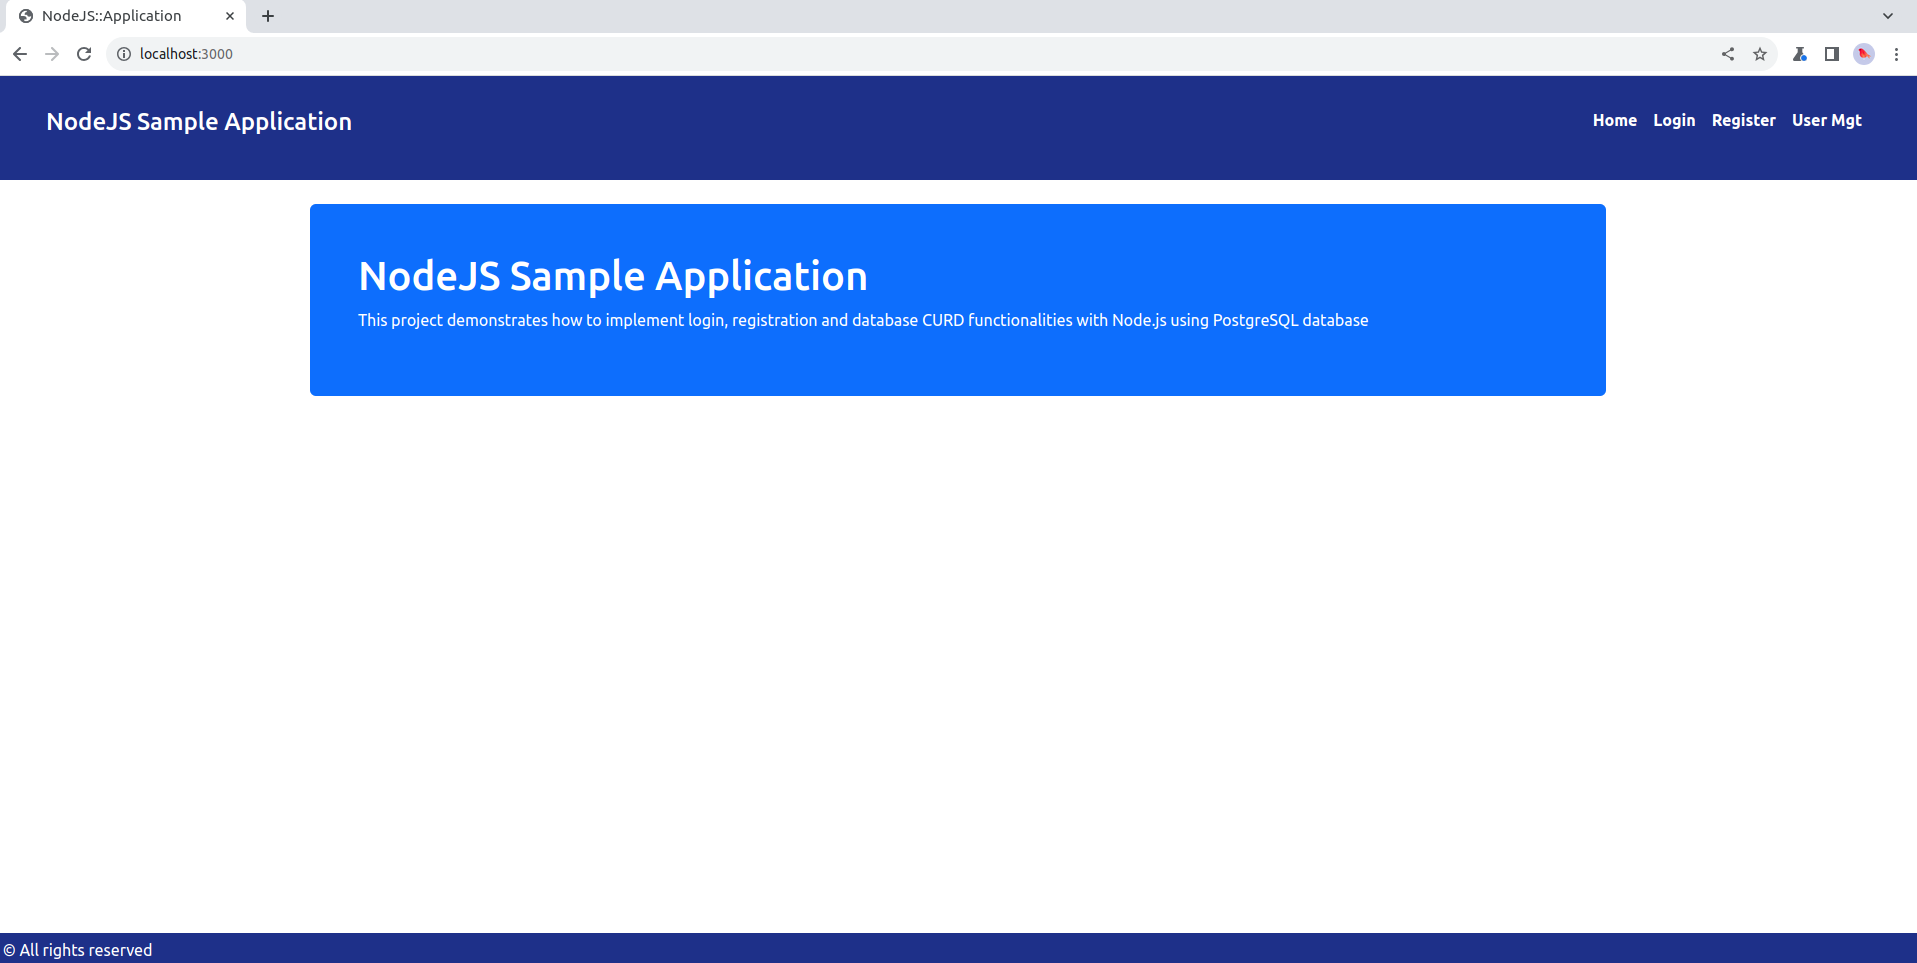 NodeJS::Application
localhost:3000
NodeJS Sample Application
Home Login Register User Mgt
NodeJS Sample Application
This project demonstrates how to implement login, registration and database CURD functionalities with Node.js using PostgreSQL database
© All rights reserved